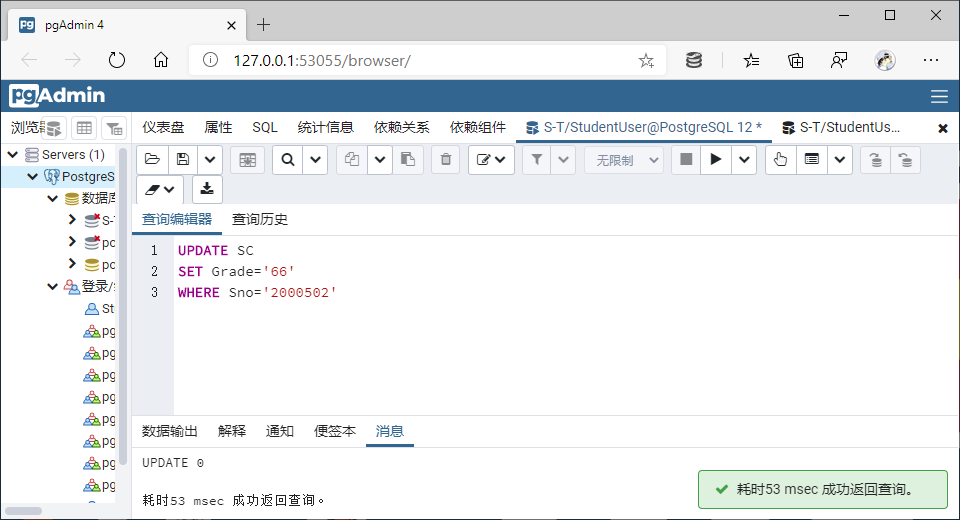 pgAdmin 4
127.0.0.1:53055/browser/
pgAdmin
浏览器 仪表盘 属性 SQL 统计信息 依赖关系 依赖组件 S-T/StudentUser@PostgreSQL 12 * S-T/StudentUs...
Servers (1)
PostgreS
数据库
S-T
po
po
登录/
St
pg
pg
pg
pg
pg
pg
pg
pg
无限制
查询编辑器 查询历史
1 UPDATE SC
2 SET Grade='66'
3 WHERE Sno='2000502'
数据输出 解释 通知 便签本 消息
UPDATE 0
耗时53 msec 成功返回查询。
耗时53 msec 成功返回查询。